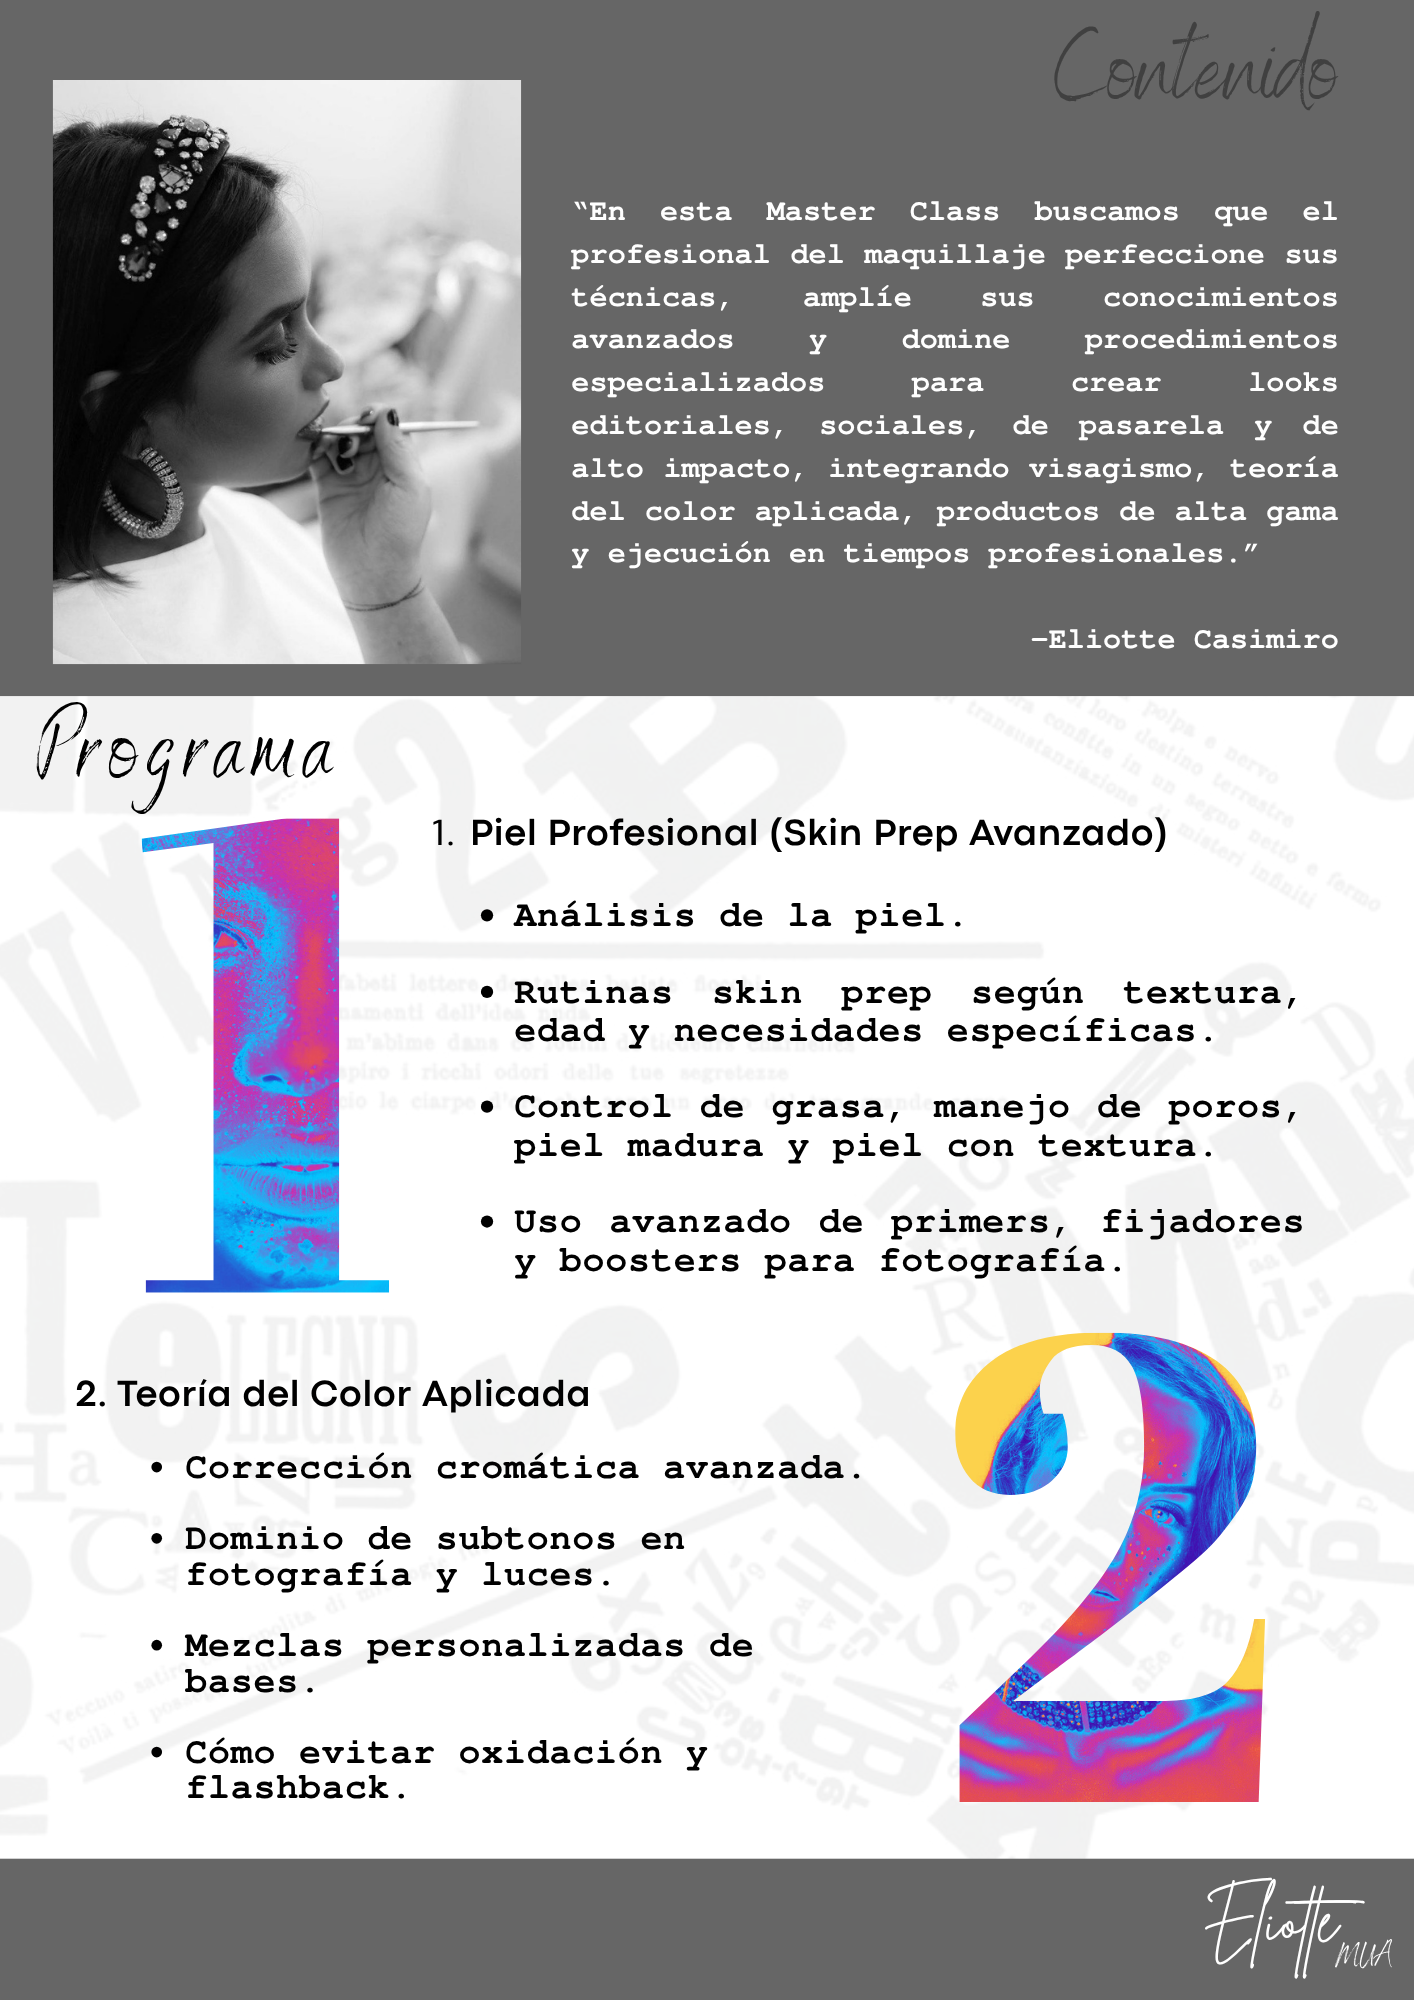 Contenido
“En esta Master Class buscamos que el
profesional del maquillaje perfeccione sus
técnicas, amplíe sus conocimientos
avanzados y domine procedimientos
especializados para crear looks
editoriales, sociales, de pasarela y de
alto impacto, integrando visagismo, teoría
del color aplicada, productos de alta gama
y ejecución en tiempos profesionales.”
—Eliotte Casimiro
Programa
1
1. Piel Profesional (Skin Prep Avanzado)
• Análisis de la piel.
• Rutinas skin prep según textura,
edad y necesidades específicas.
• Control de grasa, manejo de poros,
piel madura y piel con textura.
• Uso avanzado de primers, fijadores
y boosters para fotografía.
2
2. Teoría del Color Aplicada
• Corrección cromática avanzada.
• Dominio de subtonos en
fotografía y luces.
• Mezclas personalizadas de
bases.
• Cómo evitar oxidación y
flashback.
Eliotte
MUA